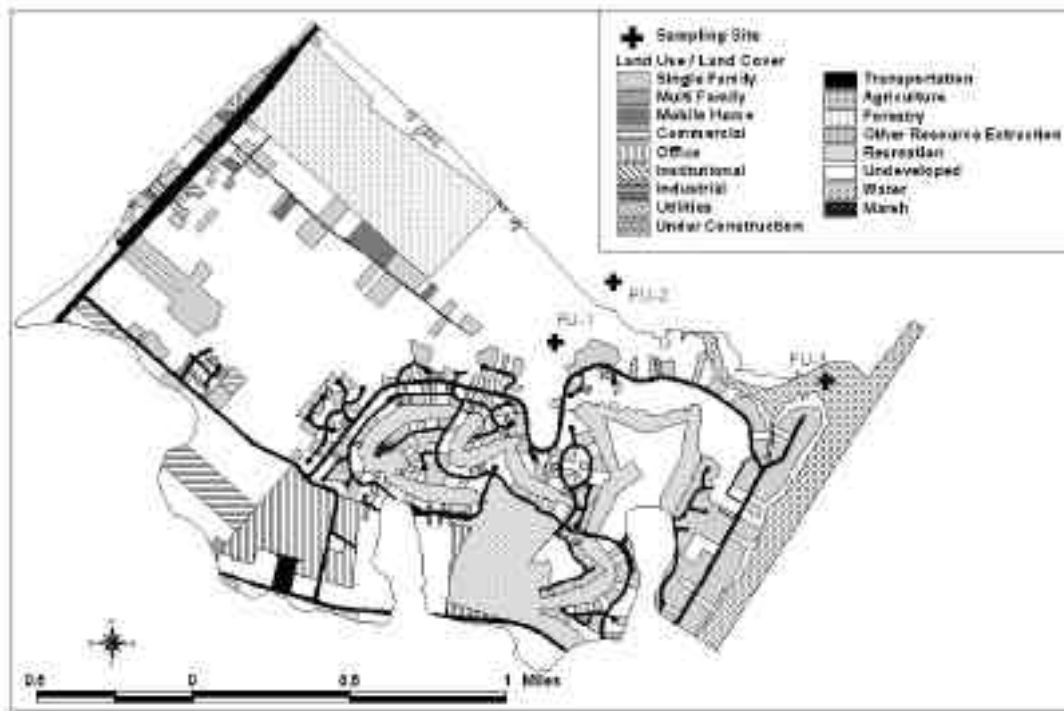 Sampling Site
Land Use / Land Cover
Single Family
Multi Family
Mobile Home
Commercial
Office
Institutional
Industrial
Utilities
Under Construction
Transportation
Agriculture
Forestry
Other Resource Extraction
Recreation
Undeveloped
Water
Marsh
PU-2
PU-1
0.5 0 0.5 1 Miles